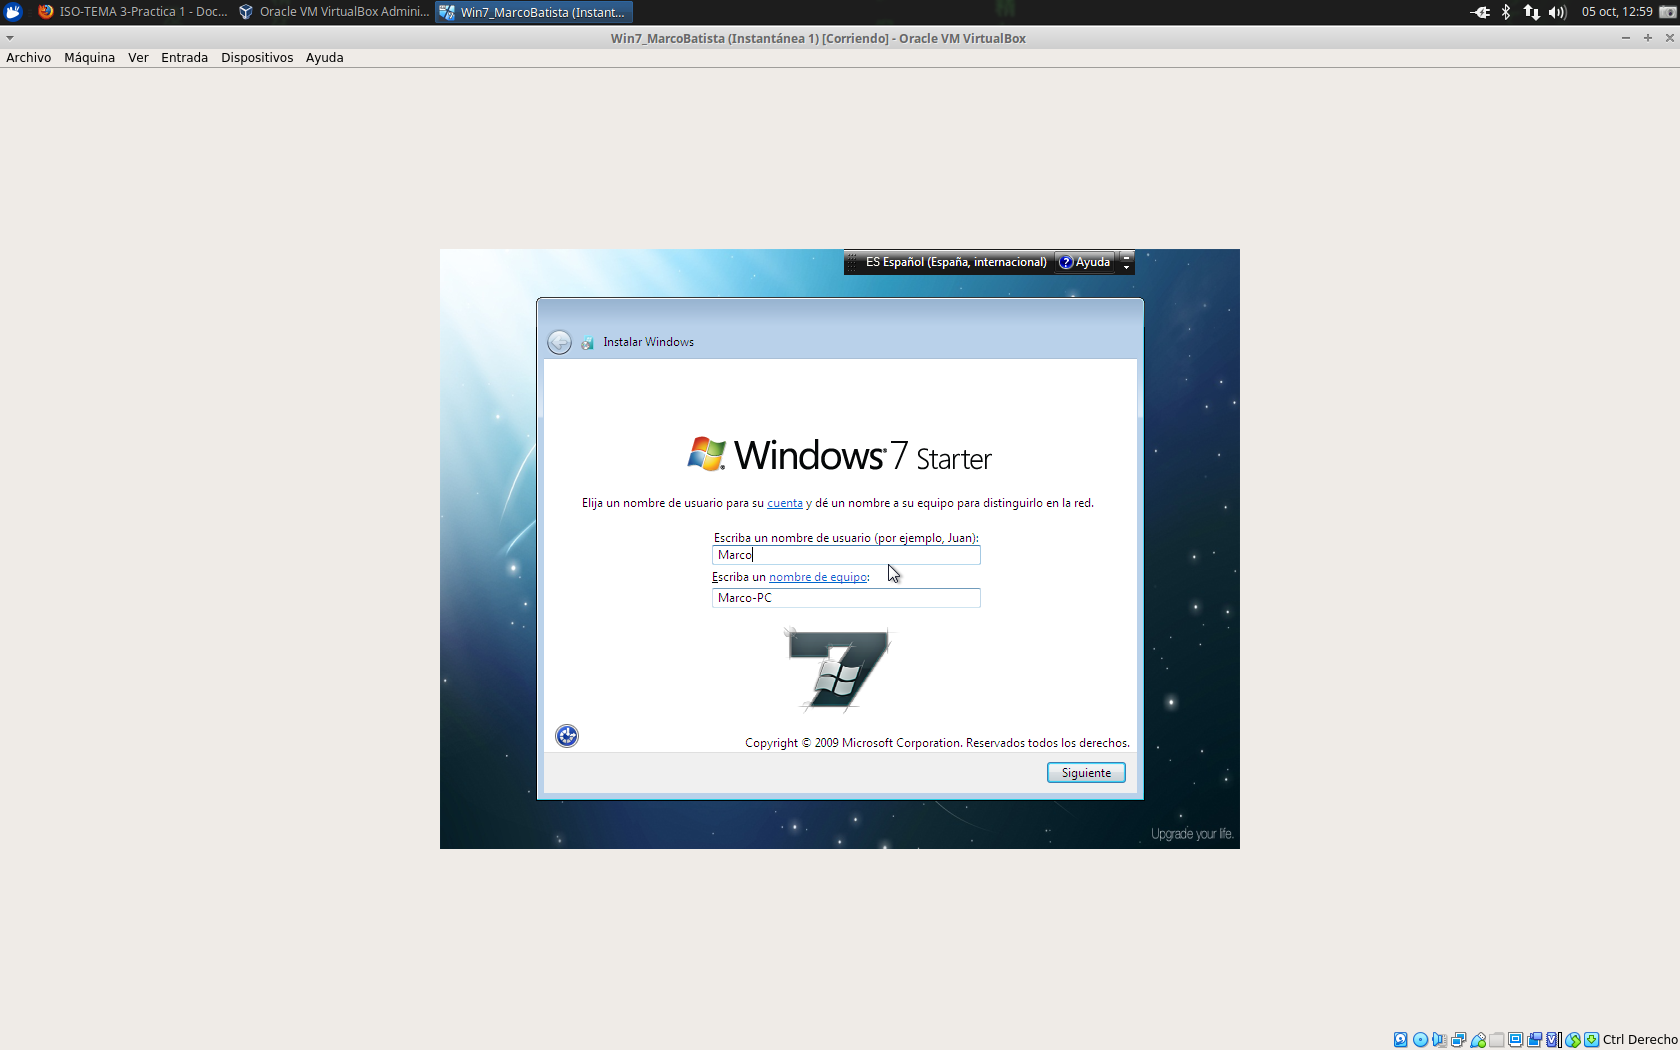 ISO-TEMA 3-Practica 1 - Doc... Oracle VM VirtualBox Admini... Win7_MarcoBatista (Instant... 05 oct, 12:59
Win7_MarcoBatista (Instantánea 1) [Corriendo] - Oracle VM VirtualBox
Archivo Máquina Ver Entrada Dispositivos Ayuda
ES Español (España, internacional) ? Ayuda
Instalar Windows
Windows 7 Starter
Elija un nombre de usuario para su cuenta y dé un nombre a su equipo para distinguirlo en la red.
Escriba un nombre de usuario (por ejemplo, Juan):
Marco
Escriba un nombre de equipo:
Marco-PC
7
Copyright © 2009 Microsoft Corporation. Reservados todos los derechos.
Siguiente
Upgrade your life.
Ctrl Derecho